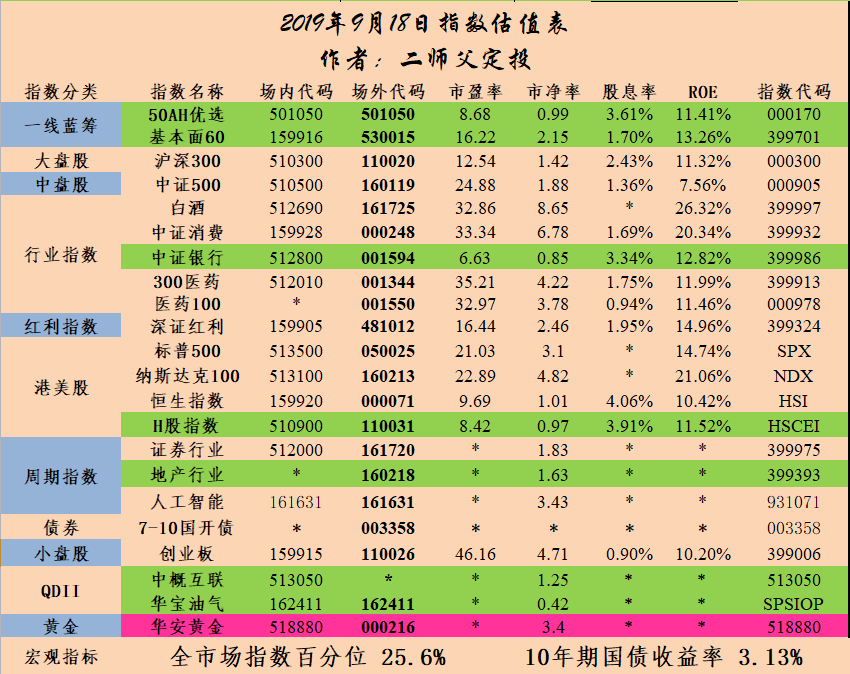 2019年9月18日指数估值表
作者：二师父定投
指数分类 指数名称 场内代码 场外代码 市盈率 市净率 股息率 ROE 指数代码
一线蓝筹 50AH优选 501050 501050 8.68 0.99 3.61% 11.41% 000170
基本面60 159916 530015 16.22 2.15 1.70% 13.26% 399701
大盘股 沪深300 510300 110020 12.54 1.42 2.43% 11.32% 000300
中盘股 中证500 510500 160119 24.88 1.88 1.36% 7.56% 000905
行业指数 白酒 512690 161725 32.86 8.65 * 26.32% 399997
中证消费 159928 000248 33.34 6.78 1.69% 20.34% 399932
中证银行 512800 001594 6.63 0.85 3.34% 12.82% 399986
300医药 512010 001344 35.21 4.22 1.75% 11.99% 399913
医药100 * 001550 32.97 3.78 0.94% 11.46% 000978
红利指数 深证红利 159905 481012 16.44 2.46 1.95% 14.96% 399324
港美股 标普500 513500 050025 21.03 3.1 * 14.74% SPX
纳斯达克100 513100 160213 22.89 4.82 * 21.06% NDX
恒生指数 159920 000071 9.69 1.01 4.06% 10.42% HSI
H股指数 510900 110031 8.42 0.97 3.91% 11.52% HSCEI
周期指数 证券行业 512000 161720 * 1.83 * * 399975
地产行业 * 160218 * 1.63 * * 399393
人工智能 161631 161631 * 3.43 * * 931071
债券 7-10国开债 * 003358 * * * * 003358
小盘股 创业板 159915 110026 46.16 4.71 0.90% 10.20% 399006
QDII 中概互联 513050 * * 1.25 * * 513050
华宝油气 162411 162411 * 0.42 * * SPSIOP
黄金 华安黄金 518880 000216 * 3.4 * * 518880
宏观指标 全市场指数百分位 25.6% 10年期国债收益率 3.13%